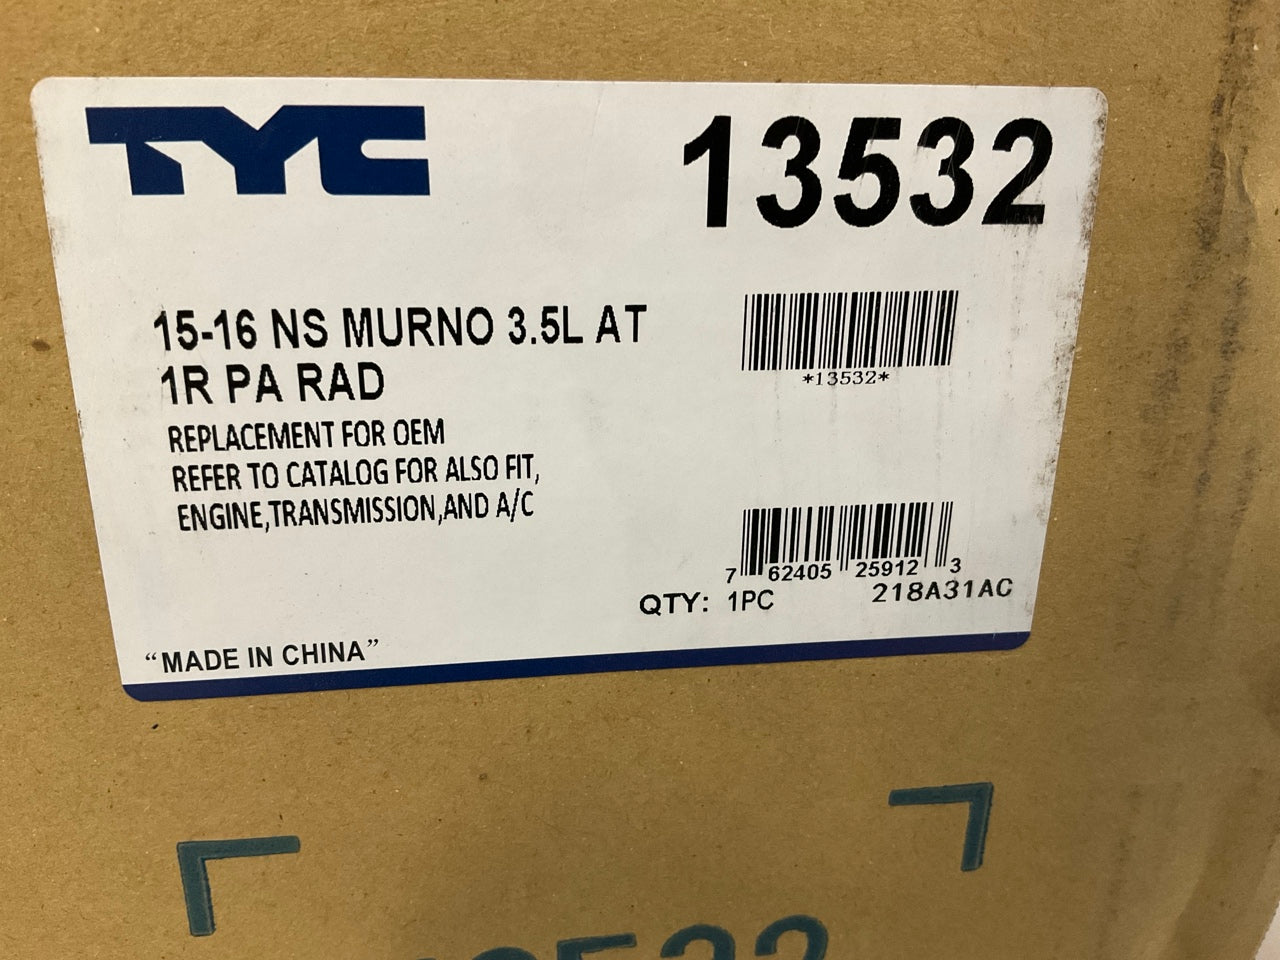 TYC
13532
15-16 NS MURNO 3.5L AT
1R PA RAD
*13532*
REPLACEMENT FOR OEM
REFER TO CATALOG FOR ALSO FIT,
ENGINE,TRANSMISSION,AND A/C
7 62405 25912 3
QTY: 1PC
218A31AC
“MADE IN CHINA”
13532